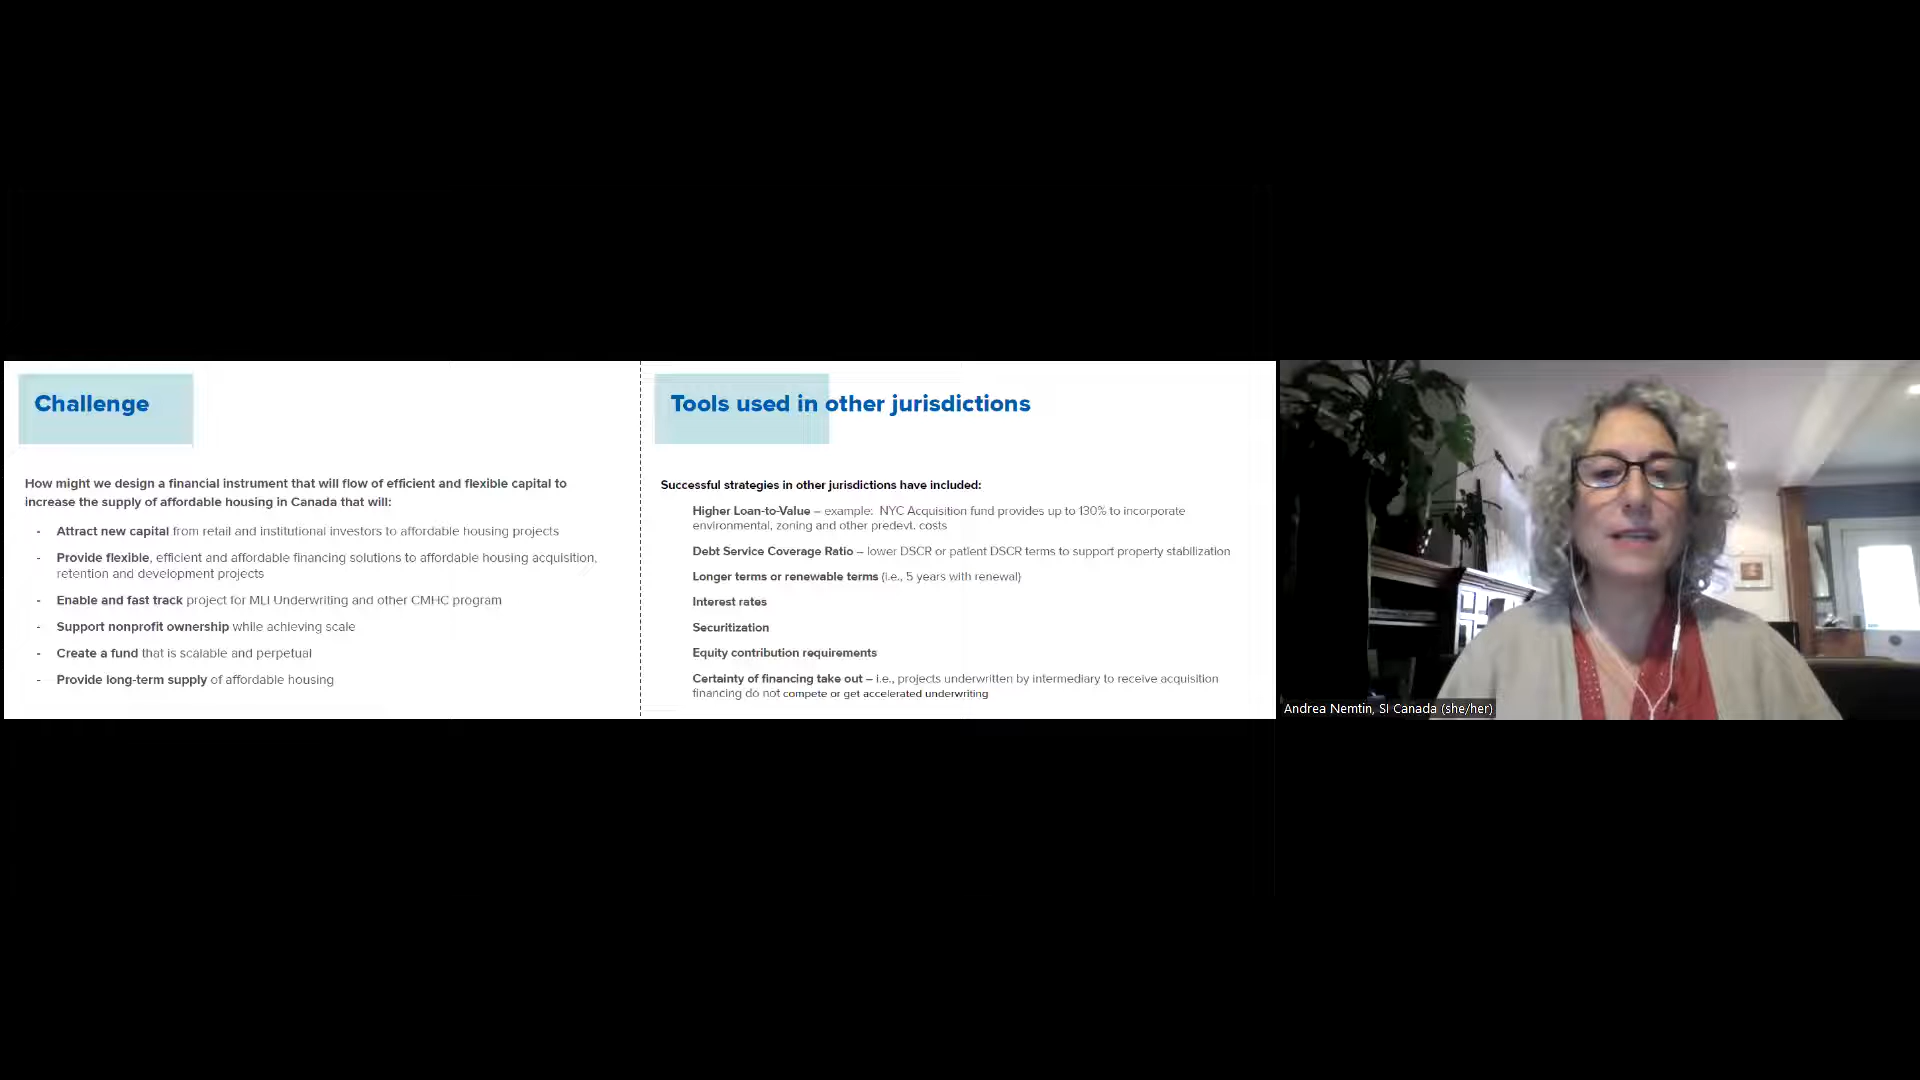 Challenge
How might we design a financial instrument that will flow of efficient and flexible capital to
increase the supply of affordable housing in Canada that will:
- Attract new capital from retail and institutional investors to affordable housing projects
- Provide flexible, efficient and affordable financing solutions to affordable housing acquisition,
retention and development projects
- Enable and fast track project for MLI Underwriting and other CMHC program
- Support nonprofit ownership while achieving scale
- Create a fund that is scalable and perpetual
- Provide long-term supply of affordable housing
Tools used in other jurisdictions
Successful strategies in other jurisdictions have included:
Higher Loan-to-Value – example: NYC Acquisition fund provides up to 130% to incorporate
environmental, zoning and other predevt. costs
Debt Service Coverage Ratio – lower DSCR or patient DSCR terms to support property stabilization
Longer terms or renewable terms (i.e., 5 years with renewal)
Interest rates
Securitization
Equity contribution requirements
Certainty of financing take out – i.e., projects underwritten by intermediary to receive acquisition
financing do not compete or get accelerated underwriting
Andrea Nemtin, SI Canada (she/her)